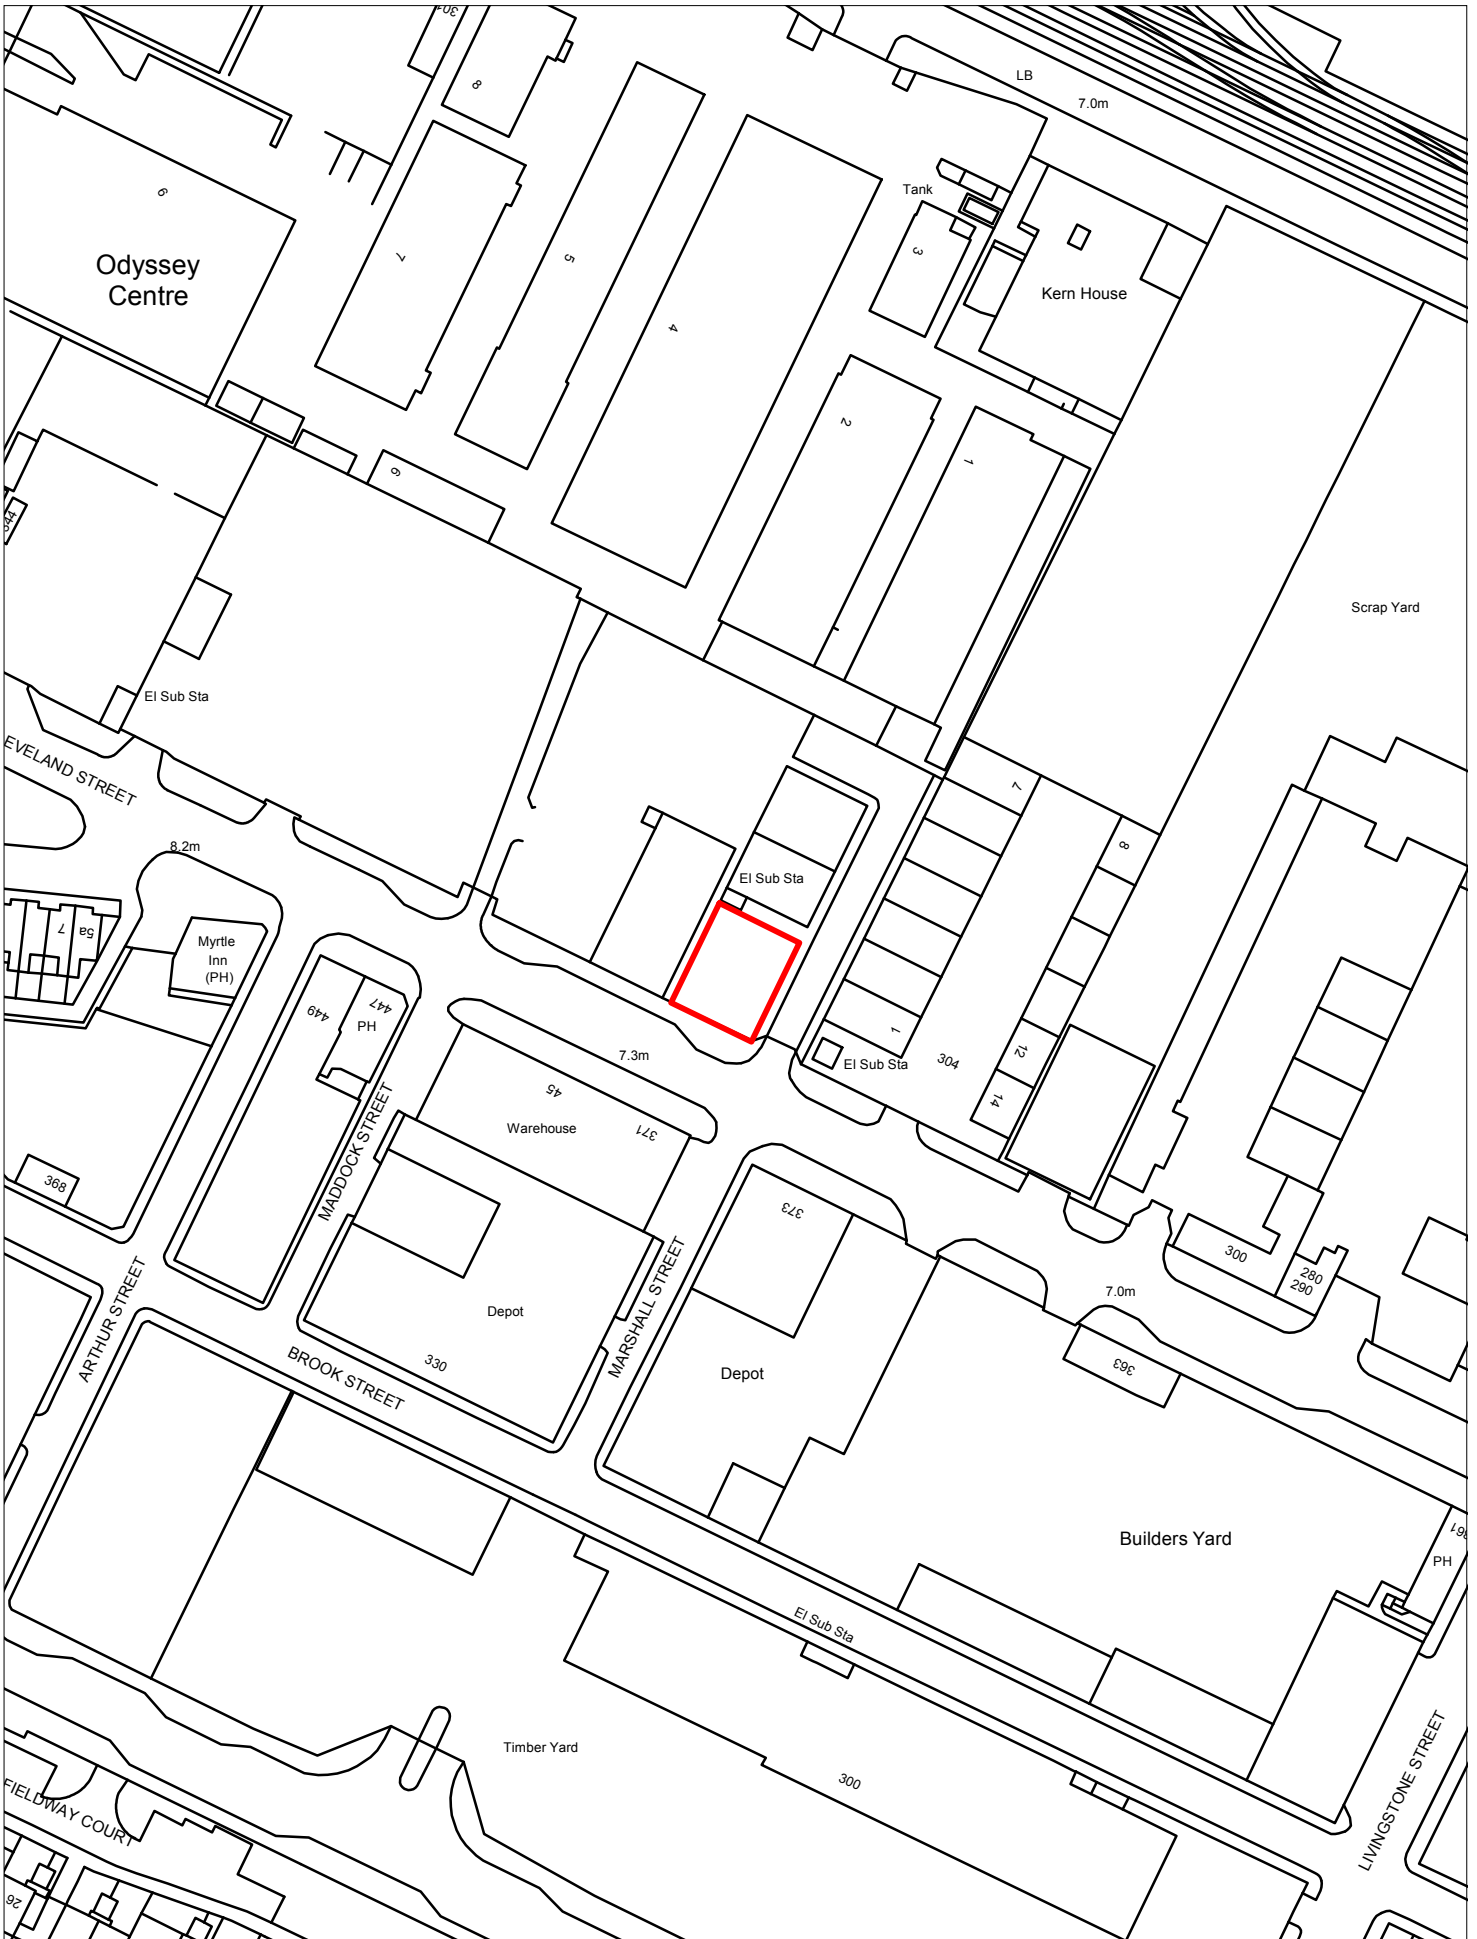 301
8
LB
7.0m
9
Tank
3
Odyssey
Centre
7
5
Kern House
4
2
1
6
Scrap Yard
El Sub Sta
EVELAND STREET
7
8.2m
8
El Sub Sta
7
5a
Myrtle
Inn
(PH)
449
447
PH
1
7.3m
El Sub Sta
304
12
14
45
371
Warehouse
MADDOCK STREET
368
373
300
280
290
7.0m
ARTHUR STREET
Depot
MARSHALL STREET
330
BROOK STREET
363
Depot
Builders Yard
361
PH
El Sub Sta
Timber Yard
300
LIVINGSTONE STREET
FIELDWAY COURT
26